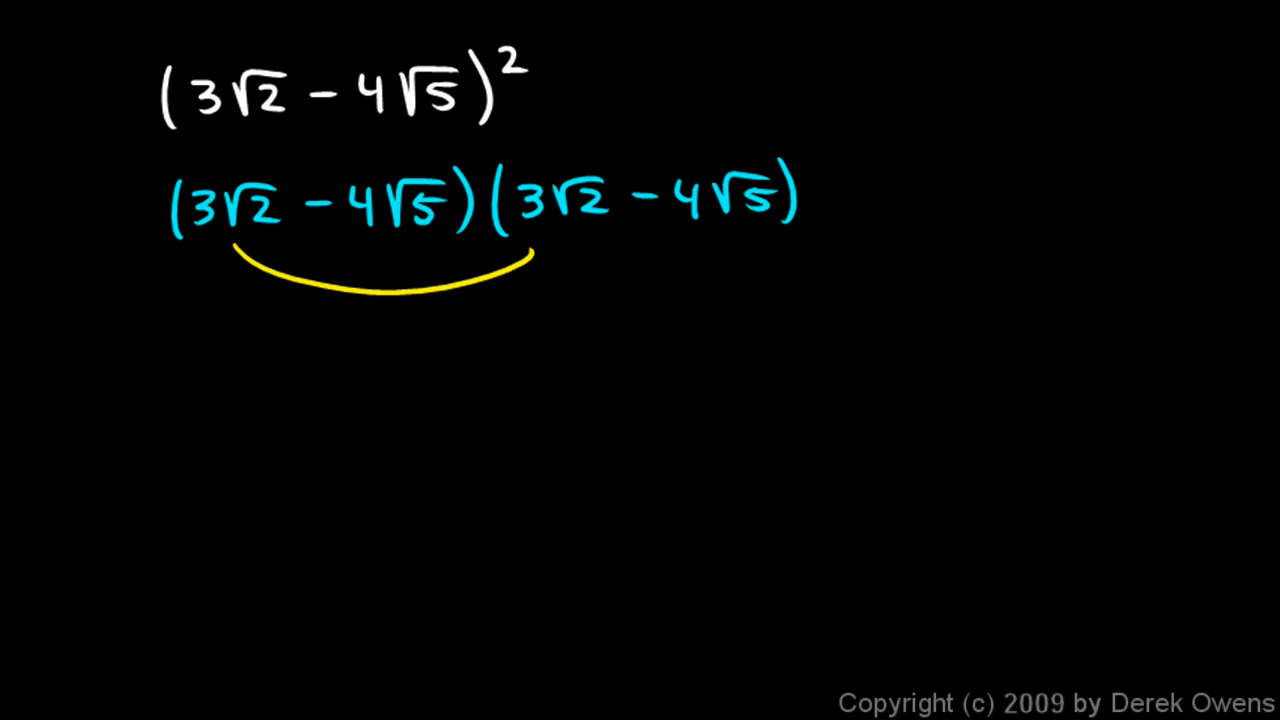 (3√2 − 4√5)²
(3√2 − 4√5)(3√2 − 4√5)
Copyright (c) 2009 by Derek Owens